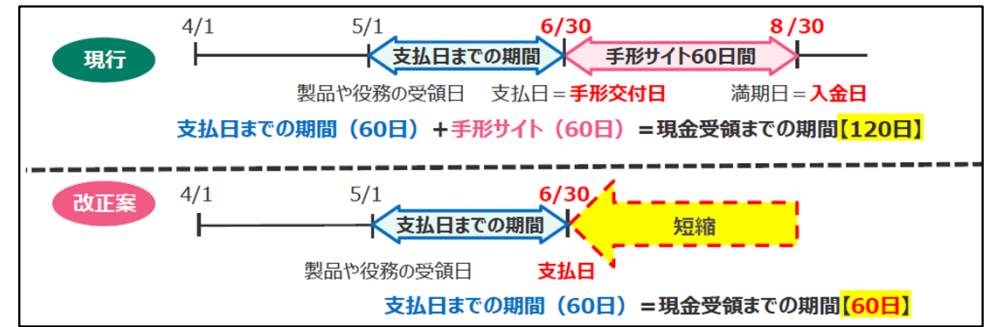 4/1 5/1 6/30 8/30
現行 支払日までの期間 手形サイト60日間
製品や役務の受領日 支払日=手形交付日 満期日=入金日
支払日までの期間(60日)+手形サイト(60日)=現金受領までの期間【120日】
4/1 5/1 6/30
改正案 支払日までの期間 短縮
製品や役務の受領日 支払日
支払日までの期間(60日)=現金受領までの期間【60日】